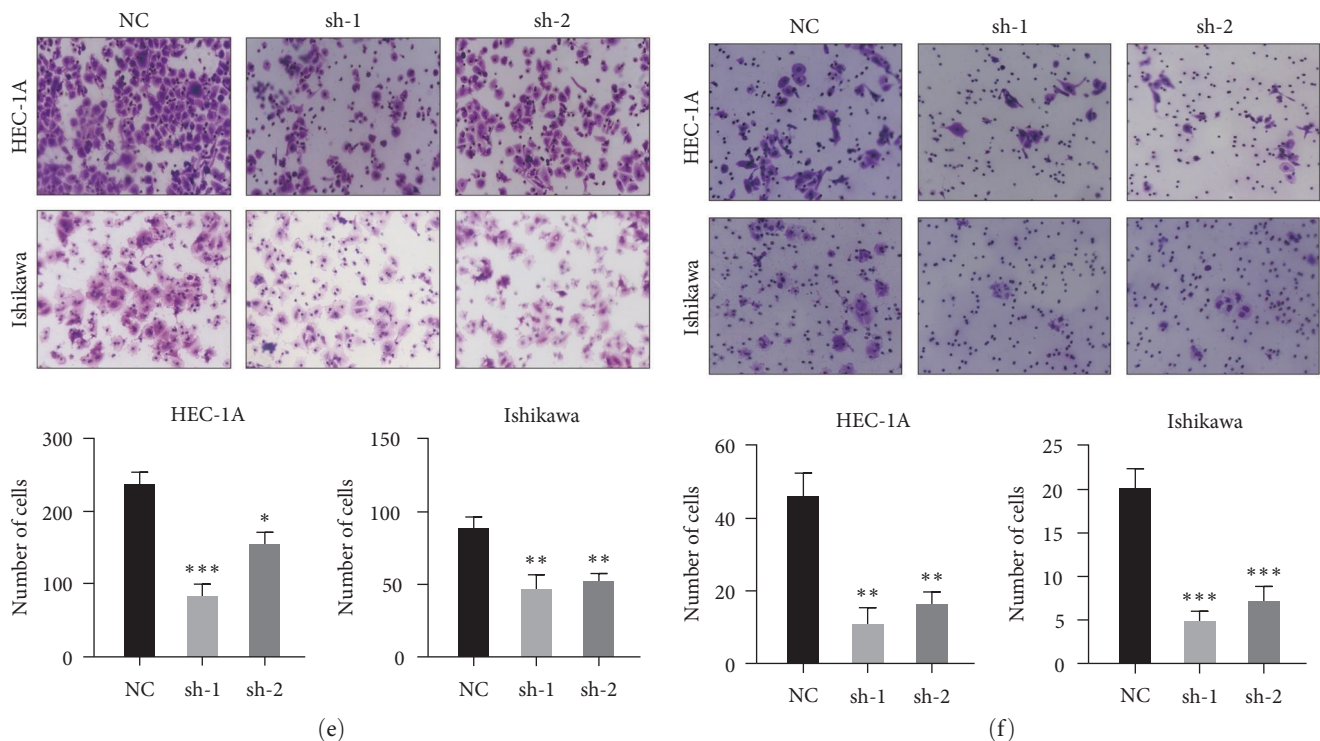 NC sh-1 sh-2
HEC-1A
Ishikawa
HEC-1A
Number of cells
300
200
100
0
***
*
NC sh-1 sh-2
Ishikawa
Number of cells
150
100
50
0
** **
NC sh-1 sh-2
(e)
NC sh-1 sh-2
HEC-1A
Ishikawa
HEC-1A
Number of cells
60
40
20
0
** **
NC sh-1 sh-2
Ishikawa
Number of cells
25
20
15
10
5
0
*** ***
NC sh-1 sh-2
(f)